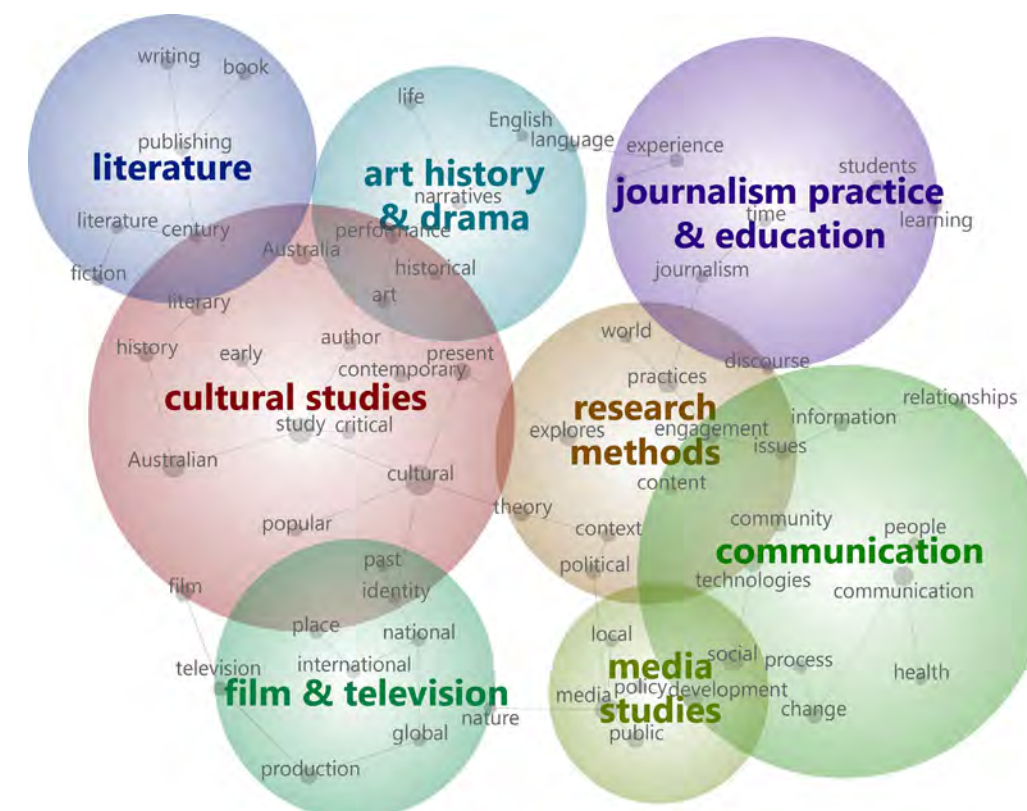 writing
book
publishing
literature
literature
century
fiction
life
English
language
art history
narratives
& drama
performance
Australia
historical
art
experience
students
journalism practice
time
learning
& education
journalism
literary
history
early
author
contemporary
present
cultural studies
study
critical
Australian
cultural
popular
past
world
practices
discourse
research
engagement
explores
methods
issues
content
theory
context
political
information
relationships
community
people
communication
technologies
communication
social
process
health
change
film
identity
place
national
international
television
film & television
nature
global
production
local
media
policy
development
media
studies
public